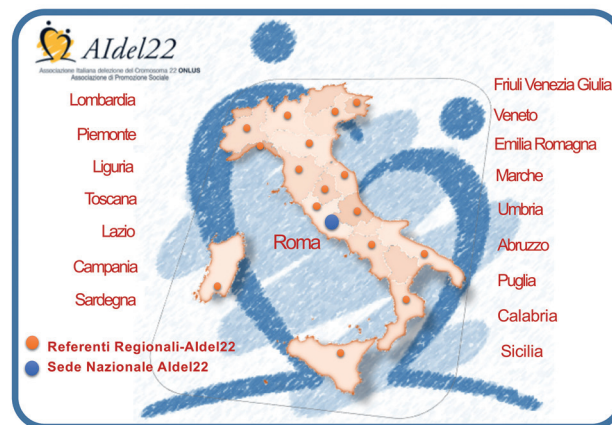 AIdel22
Associazione Italiana delezione del Cromosoma 22 ONLUS
Associazione di Promozione Sociale
Lombardia
Piemonte
Liguria
Toscana
Lazio
Campania
Sardegna
Friuli Venezia Giulia
Veneto
Emilia Romagna
Marche
Umbria
Abruzzo
Puglia
Calabria
Sicilia
Roma
Referenti Regionali-AIdel22
Sede Nazionale AIdel22